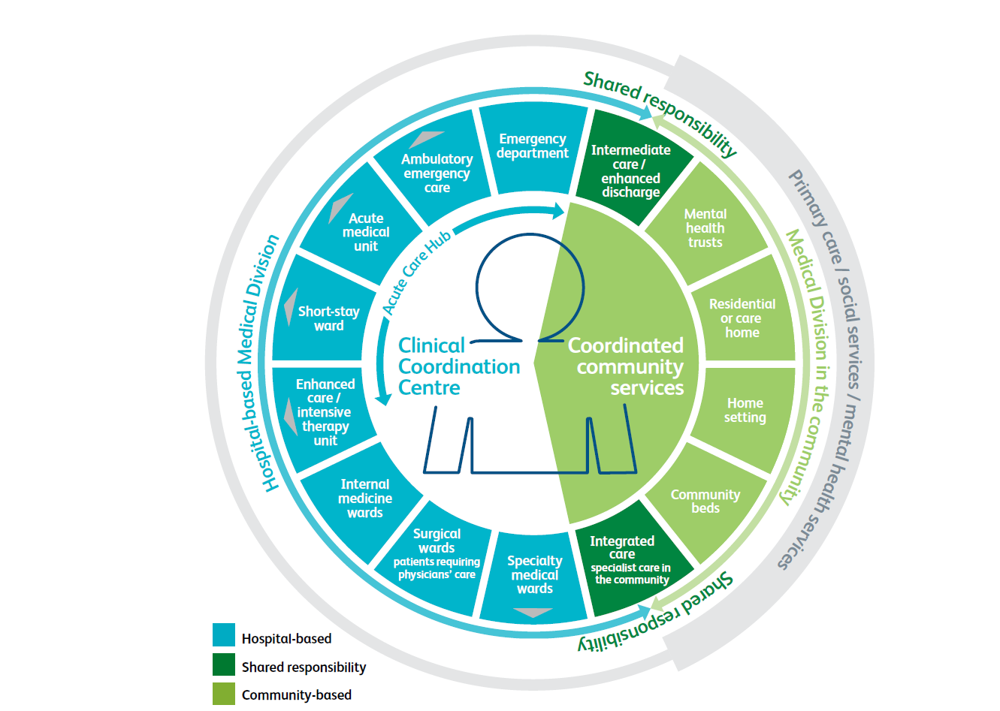 Shared responsibility
Primary care / social services / mental health services
Medical Division in the community
Hospital-based Medical Division
Shared responsibility
Emergency
department
Intermediate
care /
enhanced
discharge
Mental
health
trusts
Residential
or care
home
Home
setting
Community
beds
Integrated
care
specialist care in
the community
Specialty
medical
wards
Surgical
wards
patients requiring
physicians’ care
Internal
medicine
wards
Enhanced
care /
intensive
therapy
unit
Short-stay
ward
Acute
medical
unit
Ambulatory
emergency
care
Acute Care Hub
Clinical
Coordination
Centre
Coordinated
community
services
Hospital-based
Shared responsibility
Community-based